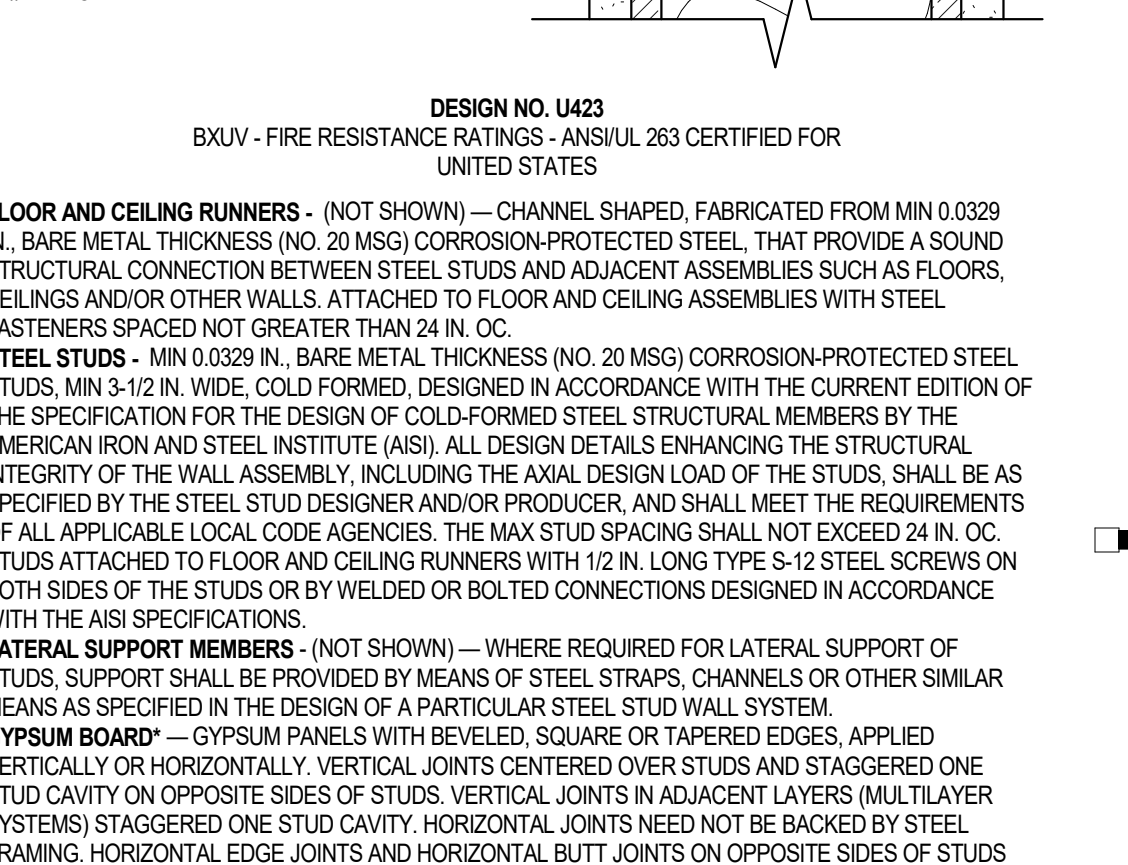 DESIGN NO. U423
BXUV - FIRE RESISTANCE RATINGS - ANSI/UL 263 CERTIFIED FOR
UNITED STATES
LOOR AND CEILING RUNNERS - (NOT SHOWN) — CHANNEL SHAPED, FABRICATED FROM MIN 0.0329
N., BARE METAL THICKNESS (NO. 20 MSG) CORROSION-PROTECTED STEEL, THAT PROVIDE A SOUND
TRUCTURAL CONNECTION BETWEEN STEEL STUDS AND ADJACENT ASSEMBLIES SUCH AS FLOORS,
EILINGS AND/OR OTHER WALLS. ATTACHED TO FLOOR AND CEILING ASSEMBLIES WITH STEEL
ASTENERS SPACED NOT GREATER THAN 24 IN. OC.
TEEL STUDS - MIN 0.0329 IN., BARE METAL THICKNESS (NO. 20 MSG) CORROSION-PROTECTED STEEL
TUDS, MIN 3-1/2 IN. WIDE, COLD FORMED, DESIGNED IN ACCORDANCE WITH THE CURRENT EDITION OF
HE SPECIFICATION FOR THE DESIGN OF COLD-FORMED STEEL STRUCTURAL MEMBERS BY THE
MERICAN IRON AND STEEL INSTITUTE (AISI). ALL DESIGN DETAILS ENHANCING THE STRUCTURAL
NTEGRITY OF THE WALL ASSEMBLY, INCLUDING THE AXIAL DESIGN LOAD OF THE STUDS, SHALL BE AS
PECIFIED BY THE STEEL STUD DESIGNER AND/OR PRODUCER, AND SHALL MEET THE REQUIREMENTS
F ALL APPLICABLE LOCAL CODE AGENCIES. THE MAX STUD SPACING SHALL NOT EXCEED 24 IN. OC.
TUDS ATTACHED TO FLOOR AND CEILING RUNNERS WITH 1/2 IN. LONG TYPE S-12 STEEL SCREWS ON
OTH SIDES OF THE STUDS OR BY WELDED OR BOLTED CONNECTIONS DESIGNED IN ACCORDANCE
WITH THE AISI SPECIFICATIONS.
ATERAL SUPPORT MEMBERS - (NOT SHOWN) — WHERE REQUIRED FOR LATERAL SUPPORT OF
TUDS, SUPPORT SHALL BE PROVIDED BY MEANS OF STEEL STRAPS, CHANNELS OR OTHER SIMILAR
MEANS AS SPECIFIED IN THE DESIGN OF A PARTICULAR STEEL STUD WALL SYSTEM.
YPSUM BOARD* — GYPSUM PANELS WITH BEVELED, SQUARE OR TAPERED EDGES, APPLIED
ERTICALLY OR HORIZONTALLY. VERTICAL JOINTS CENTERED OVER STUDS AND STAGGERED ONE
TUD CAVITY ON OPPOSITE SIDES OF STUDS. VERTICAL JOINTS IN ADJACENT LAYERS (MULTILAYER
YSTEMS) STAGGERED ONE STUD CAVITY. HORIZONTAL JOINTS NEED NOT BE BACKED BY STEEL
RAMING. HORIZONTAL EDGE JOINTS AND HORIZONTAL BUTT JOINTS ON OPPOSITE SIDES OF STUDS